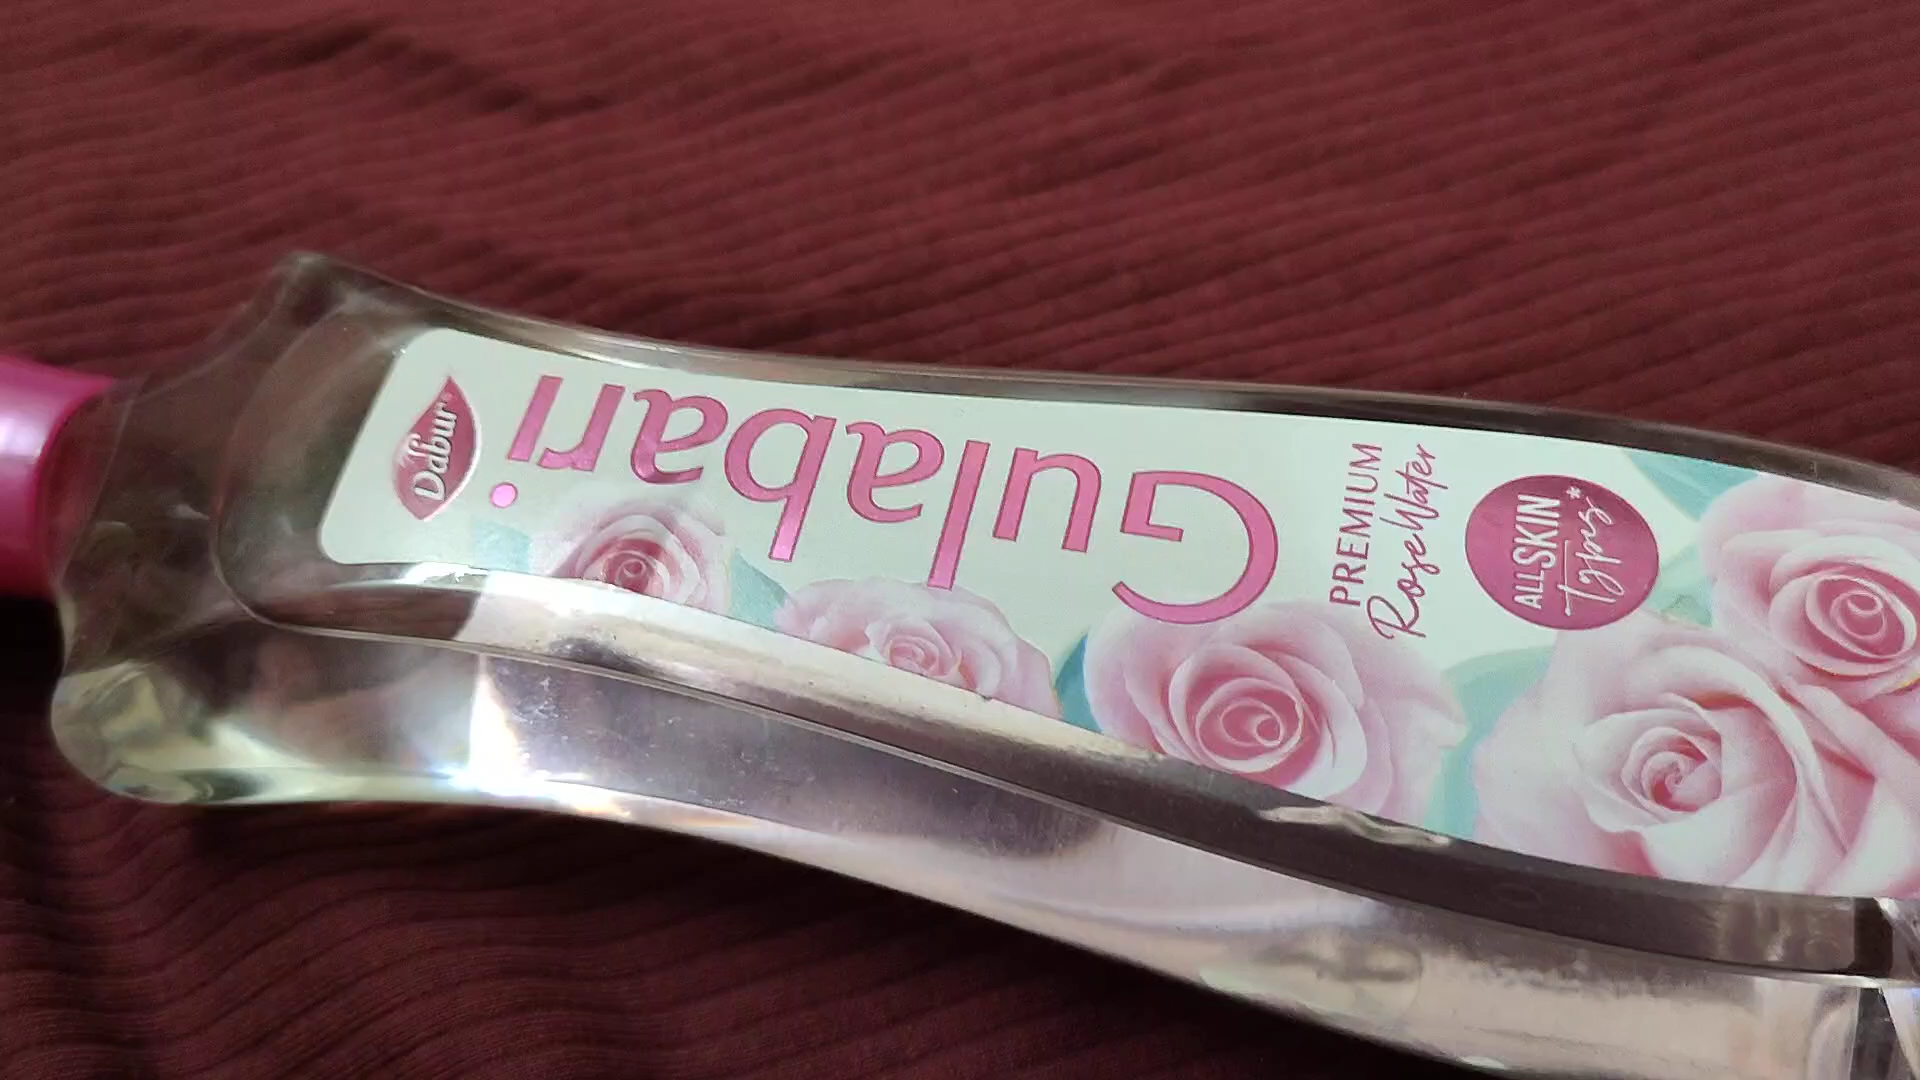 Dabur
Gulabari
PREMIUM
Rose Water
ALL SKIN
Types*